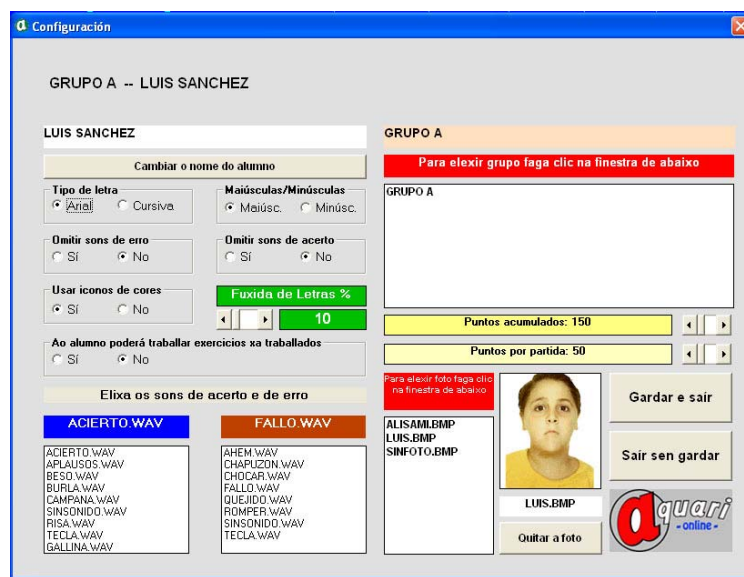 Configuración
GRUPO A -- LUIS SANCHEZ
LUIS SANCHEZ
Cambiar o nome do alumno
Tipo de letra
Arial
Cursiva
Maiúsculas/Minúsculas
Maiúsc.
Minúsc.
Omitir sons de erro
Sí
No
Omitir sons de acerto
Sí
No
Usar iconos de cores
Sí
No
Fuxida de Letras %
10
Ao alumno poderá traballar exercicios xa traballados
Sí
No
Elixa os sons de acerto e de erro
ACIERTO.WAV
ACIERTO.WAV
APLAUSOS.WAV
BESO.WAV
BURLA.WAV
CAMPANA.WAV
SINSONIDO.WAV
RISA.WAV
TECLA.WAV
GALLINA.WAV
FALLO.WAV
AHEM.WAV
CHAPUZON.WAV
CHOCAR.WAV
FALLO.WAV
QUEJIDO.WAV
ROMPER.WAV
SINSONIDO.WAV
TECLA.WAV
GRUPO A
Para elexir grupo faga clic na finestra de abaixo
GRUPO A
Puntos acumulados: 150
Puntos por partida: 50
Para elexir foto faga clic
na finestra de abaixo
ALISAMI.BMP
LUIS.BMP
SINFOTO.BMP
LUIS.BMP
Quitar a foto
Gardar e saír
Saír sen gardar
aquari
- online -